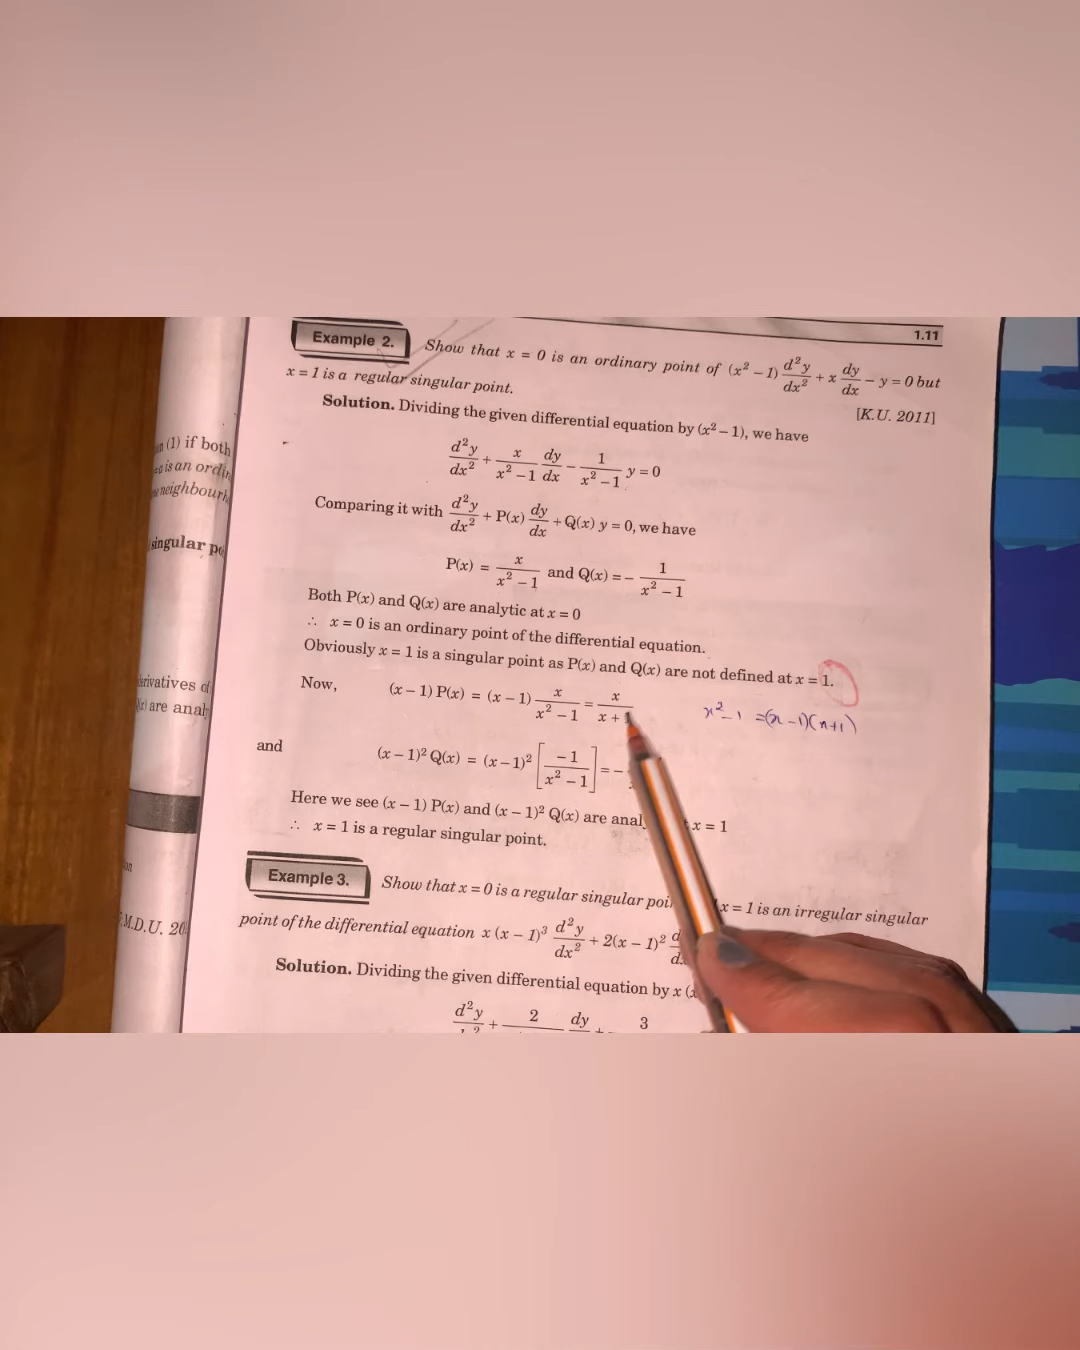 1.11
Example 2. Show that x = 0 is an ordinary point of (x² – 1) d²y/dx² + x dy/dx – y = 0 but
x = 1 is a regular singular point. [K.U. 2011]
Solution. Dividing the given differential equation by (x² – 1), we have
d²y/dx² + x/(x² – 1) dy/dx – 1/(x² – 1) y = 0
Comparing it with d²y/dx² + P(x) dy/dx + Q(x) y = 0, we have
P(x) = x/(x² – 1) and Q(x) = – 1/(x² – 1)
Both P(x) and Q(x) are analytic at x = 0
∴ x = 0 is an ordinary point of the differential equation.
Obviously x = 1 is a singular point as P(x) and Q(x) are not defined at x = 1.
Now, (x – 1) P(x) = (x – 1) x/(x² – 1) = x/(x + 1
x² – 1 = (x – 1)(x + 1)
and (x – 1)² Q(x) = (x – 1)² [– 1/(x² – 1)] = –
Here we see (x – 1) P(x) and (x – 1)² Q(x) are anal x = 1
∴ x = 1 is a regular singular point.
Example 3. Show that x = 0 is a regular singular poi x = 1 is an irregular singular
point of the differential equation x (x – 1)³ d²y/dx² + 2(x – 1)² d
Solution. Dividing the given differential equation by x (x
d²y + 2 dy + 3
(1) if both
is an ordin
neighbourh
singular po
erivatives of
are anal
M.D.U. 20